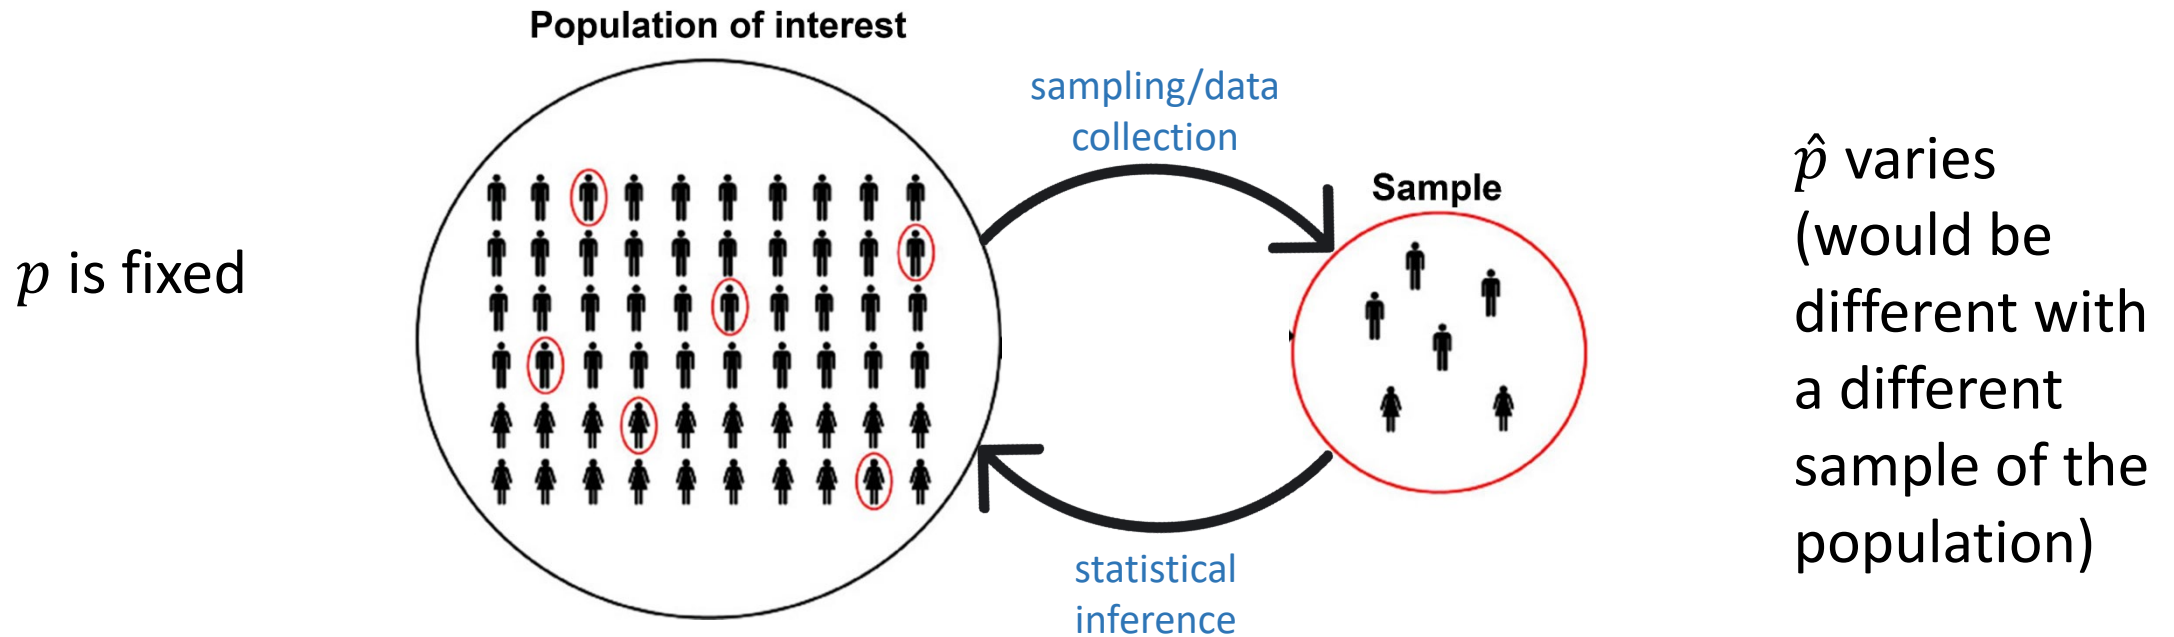 Population of interest
sampling/data
collection
Sample
p is fixed
p̂ varies
(would be
different with
a different
sample of the
population)
statistical
inference